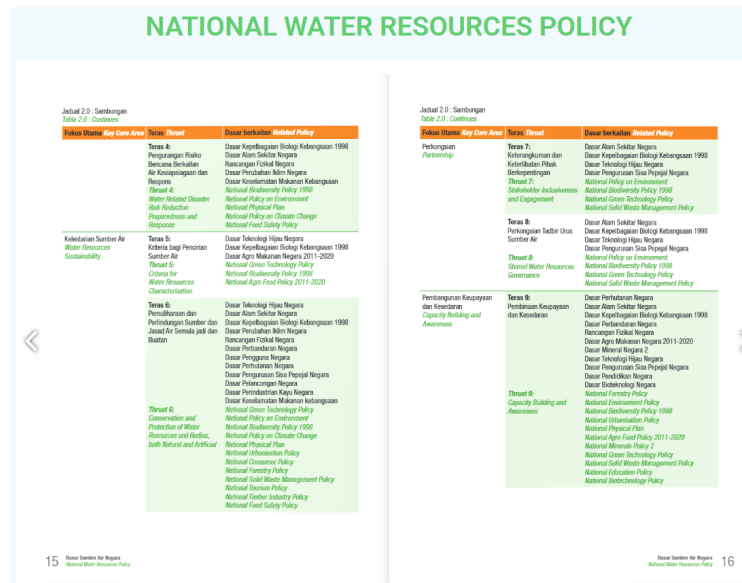 NATIONAL WATER RESOURCES POLICY
Jadual 2.0 : Sambungan
Table 2.0 : Continues
Fokus Utama Key Core Area Teras Thrust Dasar berkaitan Related Policy
Teras 4:
Pengurangan Risiko
Bencana Berkaitan
Air Kesiapsiagaan dan
Respons
Thrust 4:
Water Related Disaster
Risk Reduction
Preparedness and
Response
Dasar Kepelbagaian Biologi Kebangsaan 1998
Dasar Alam Sekitar Negara
Rancangan Fizikal Negara
Dasar Perubahan Iklim Negara
Dasar Keselamatan Makanan Kebangsaan
National Biodiversity Policy 1998
National Policy on Environment
National Physical Plan
National Policy on Climate Change
National Food Safety Policy
Kelestarian Sumber Air
Water Resources
Sustainability
Teras 5:
Kriteria bagi Pencirian
Sumber Air
Thrust 5:
Criteria for
Water Resources
Characterisation
Dasar Teknologi Hijau Negara
Dasar Kepelbagaian Biologi Kebangsaan 1998
Dasar Agro Makanan Negara 2011-2020
National Green Technology Policy
National Biodiversity Policy 1998
National Agro Food Policy 2011-2020
Teras 6:
Pemuliharaan dan
Perlindungan Sumber dan
Jasad Air Semula jadi dan
Buatan
Thrust 6:
Conservation and
Protection of Water
Resources and Bodies,
both Natural and Artificial
Dasar Teknologi Hijau Negara
Dasar Alam Sekitar Negara
Dasar Kepelbagaian Biologi Kebangsaan 1998
Dasar Perubahan Iklim Negara
Rancangan Fizikal Negara
Dasar Perbandaran Negara
Dasar Pengguna Negara
Dasar Perhutanan Negara
Dasar Pengurusan Sisa Pepejal Negara
Dasar Pelancongan Negara
Dasar Perindustrian Kayu Negara
Dasar Keselamatan Makanan kebangsaan
National Green Technology Policy
National Policy on Environment
National Biodiversity Policy 1998
National Policy on Climate Change
National Physical Plan
National Urbanisation Policy
National Consumer Policy
National Forestry Policy
National Solid Waste Management Policy
National Tourism Policy
National Timber Industry Policy
National Food Safety Policy
15 Dasar Sumber Air Negara
National Water Resources Policy
Jadual 2.0 : Sambungan
Table 2.0 : Continues
Fokus Utama Key Core Area Teras Thrust Dasar berkaitan Related Policy
Perkongsian
Partnership
Teras 7:
Keterangkuman dan
Keterlibatan Pihak
Berkepentingan
Thrust 7:
Stakeholder Inclusiveness
and Engagement
Dasar Alam Sekitar Negara
Dasar Kepelbagaian Biologi Kebangsaan 1998
Dasar Teknologi Hijau Negara
Dasar Pengurusan Sisa Pepejal Negara
National Policy on Environment
National Biodiversity Policy 1998
National Green Technology Policy
National Solid Waste Management Policy
Teras 8:
Perkongsian Tadbir Urus
Sumber Air
Thrust 8:
Shared Water Resources
Governance
Dasar Alam Sekitar Negara
Dasar Kepelbagaian Biologi Kebangsaan 1998
Dasar Teknologi Hijau Negara
Dasar Pengurusan Sisa Pepejal Negara
National Policy on Environment
National Biodiversity Policy 1998
National Green Technology Policy
National Solid Waste Management Policy
Pembangunan Keupayaan
dan Kesedaran
Capacity Building and
Awareness
Teras 9:
Pembinaan Keupayaan
dan Kesedaran
Thrust 9:
Capacity Building and
Awareness
Dasar Perhutanan Negara
Dasar Alam Sekitar Negara
Dasar Kepelbagaian Biologi Kebangsaan 1998
Dasar Perbandaran Negara
Rancangan Fizikal Negara
Dasar Agro Makanan Negara 2011-2020
Dasar Mineral Negara 2
Dasar Teknologi Hijau Negara
Dasar Pengurusan Sisa Pepejal Negara
Dasar Pendidikan Negara
Dasar Bioteknologi Negara
National Forestry Policy
National Environment Policy
National Biodiversity Policy 1998
National Urbanisation Policy
National Physical Plan
National Agro Food Policy 2011-2020
National Minerals Policy 2
National Green Technology Policy
National Solid Waste Management Policy
National Education Policy
National Biotechnology Policy
Dasar Sumber Air Negara 16
National Water Resources Policy